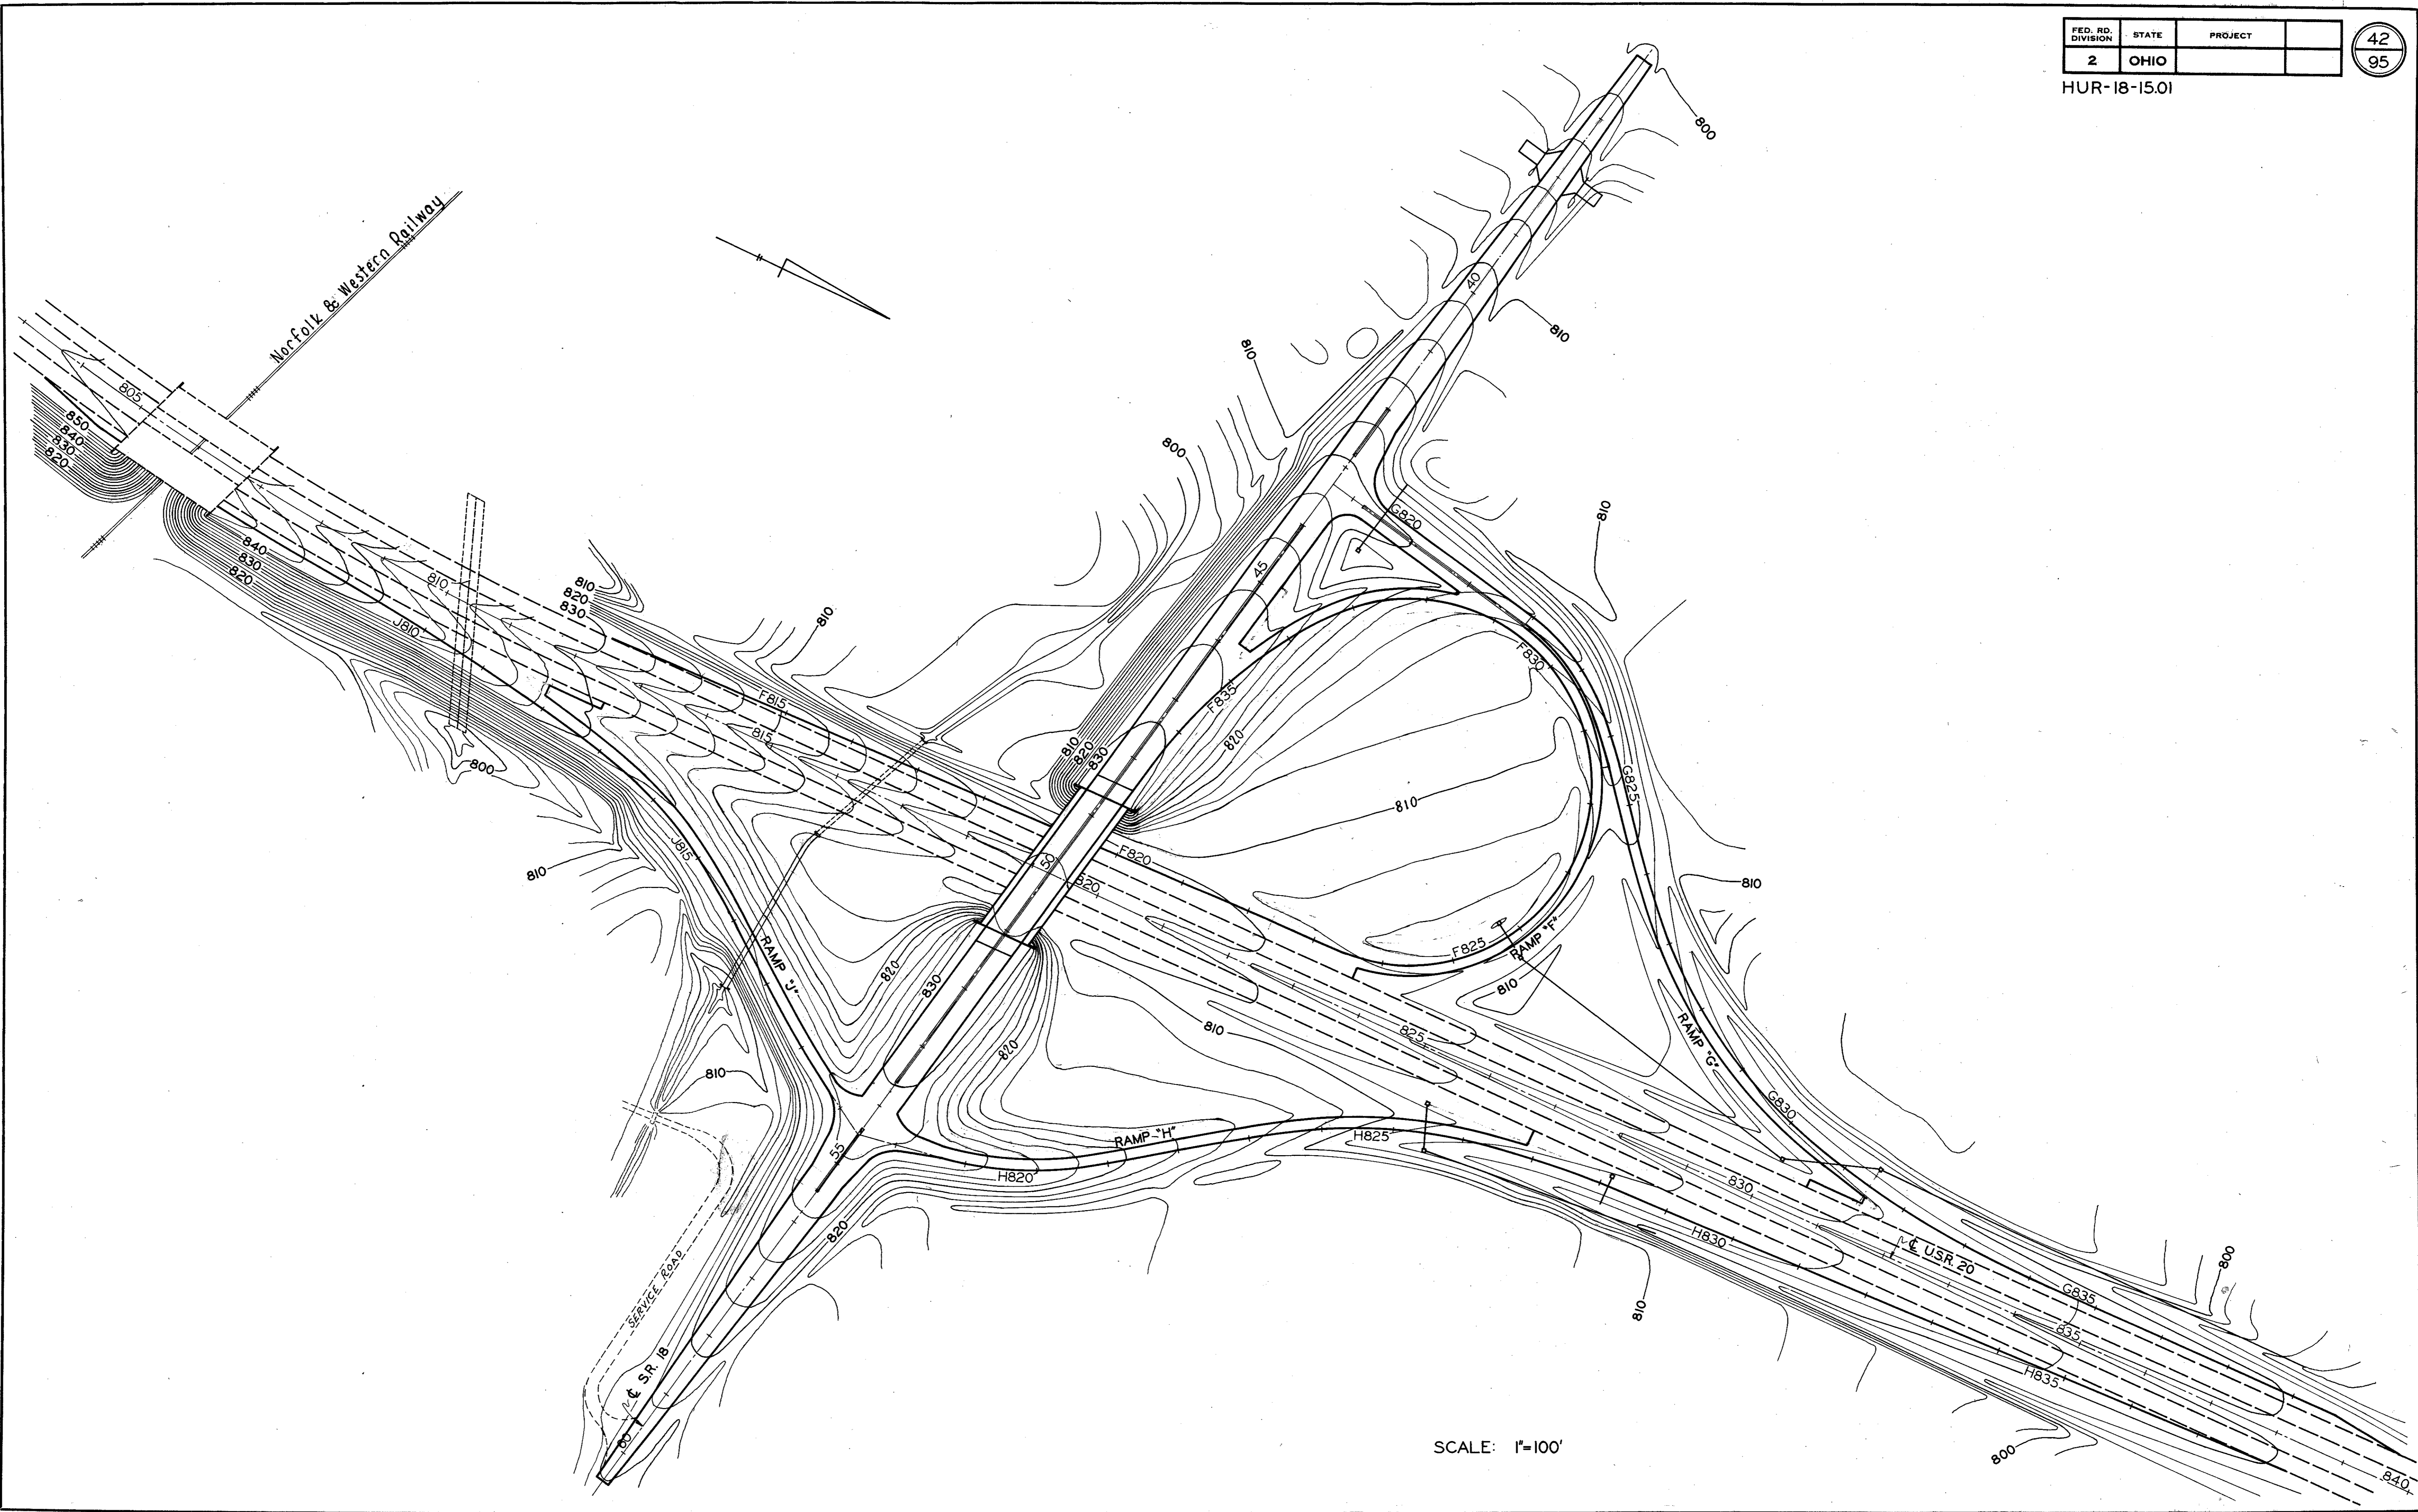 FED. RD. DIVISION
STATE
PROJECT
2
OHIO
42
95
HUR-18-15.01
800
Norfolk & Western Railway
40
810
810
805
850
840
830
820
800
G820
810
840
830
820
45
810
810
820
830
J810
810
F830
F815
F835
815
820
810
820
830
800
G825
810
J815
50
F820
820
810
810
RAMP "J"
820
830
F825
RAMP "F"
810
810
825
RAMP "G"
820
810
G830
RAMP "H"
H825
55
H820
830
820
H830
℄ U.S.R. 20
800
SERVICE ROAD
G835
810
835
℄ S.R. 18
H835
60
SCALE: 1"=100'
800
840